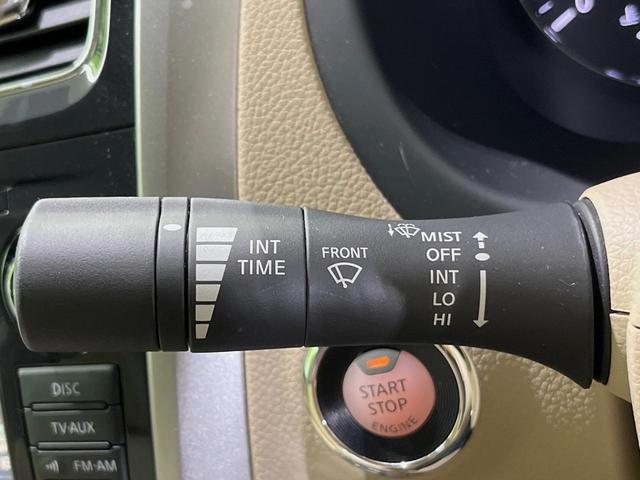 INT
TIME
FRONT
MIST
OFF
INT
LO
HI
START
STOP
ENGINE
DISC
TV·AUX
FM·AM